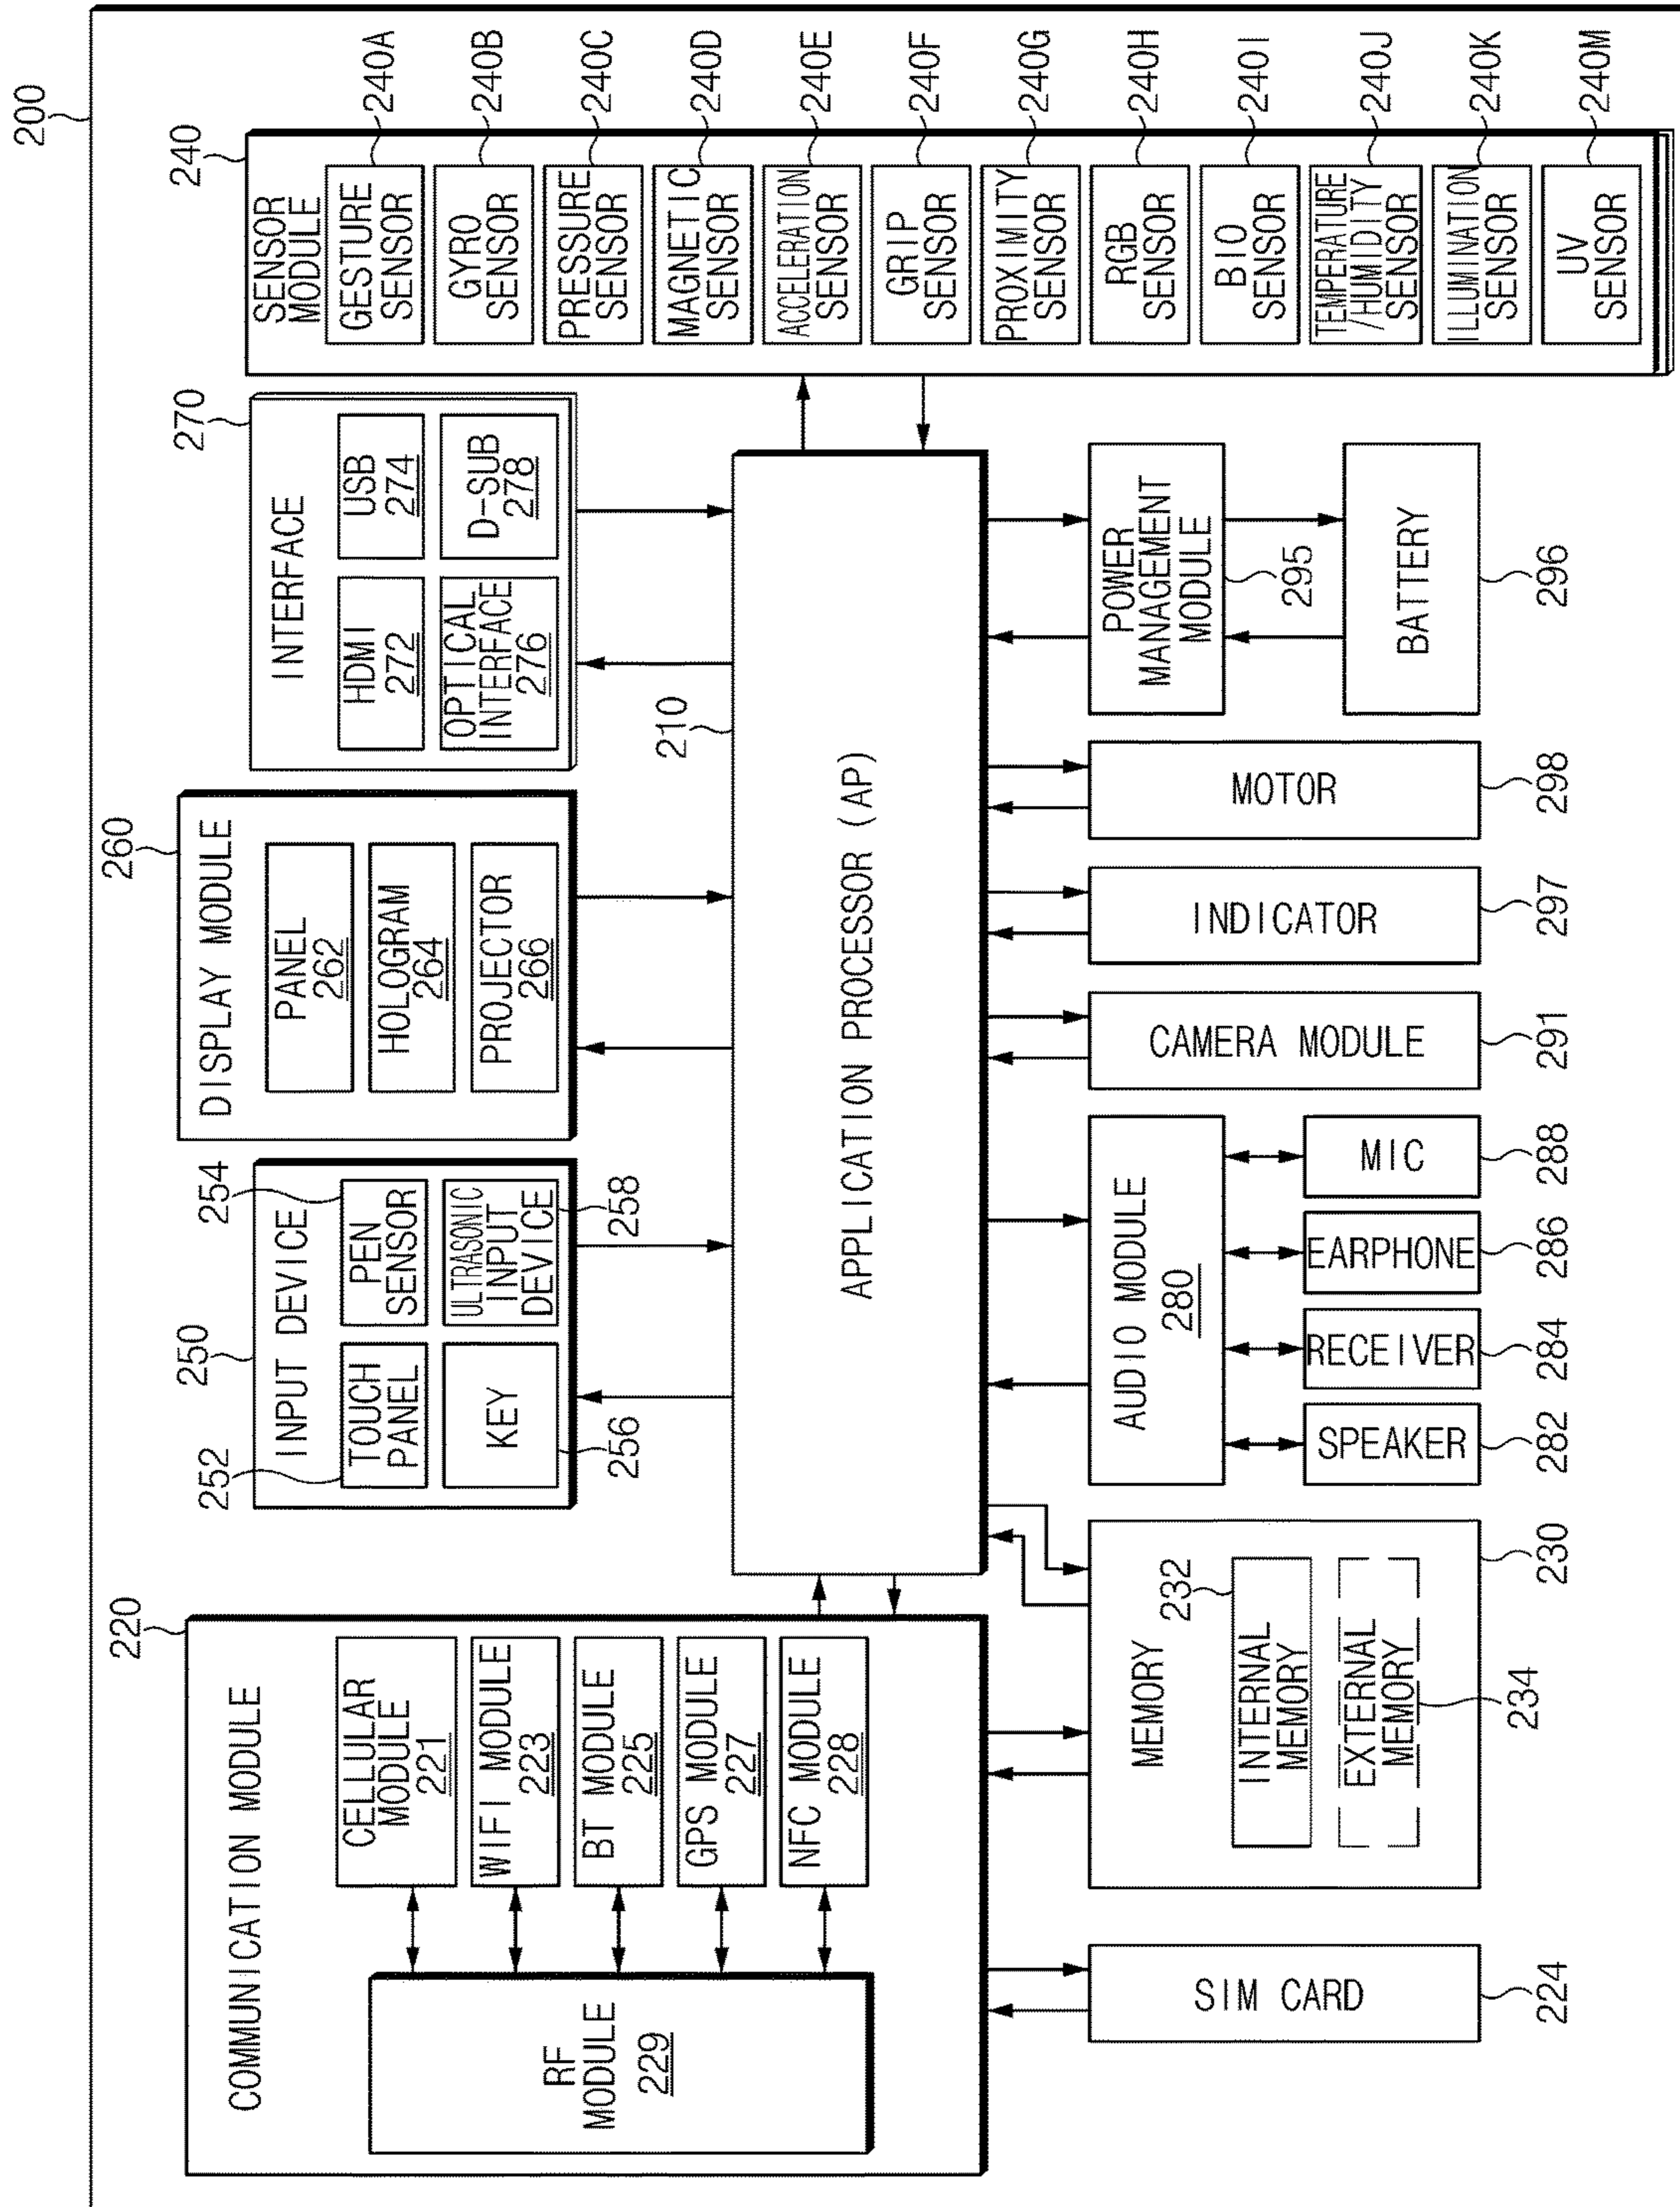 200
COMMUNICATION MODULE
220
RF
MODULE
229
CELLULAR
MODULE
221
WIFI MODULE
223
BT MODULE
225
GPS MODULE
227
NFC MODULE
228
250
INPUT DEVICE
252
TOUCH
PANEL
254
PEN
SENSOR
KEY
256
ULTRASONIC
INPUT
DEVICE
258
260
DISPLAY MODULE
PANEL
262
HOLOGRAM
264
PROJECTOR
266
270
INTERFACE
HDMI
272
USB
274
OPTICAL
INTERFACE
276
D-SUB
278
240
SENSOR
MODULE
GESTURE
SENSOR
240A
GYRO
SENSOR
240B
PRESSURE
SENSOR
240C
MAGNETIC
SENSOR
240D
ACCELERATION
SENSOR
240E
GRIP
SENSOR
240F
PROXIMITY
SENSOR
240G
RGB
SENSOR
240H
BIO
SENSOR
240I
TEMPERATURE
/HUMIDITY
SENSOR
240J
ILLUMINATION
SENSOR
240K
UV
SENSOR
240M
210
APPLICATION PROCESSOR (AP)
SIM CARD
224
MEMORY
232
INTERNAL
MEMORY
EXTERNAL
MEMORY
234
230
AUDIO MODULE
280
SPEAKER
282
RECEIVER
284
EARPHONE
286
MIC
288
CAMERA MODULE
291
INDICATOR
297
MOTOR
298
POWER
MANAGEMENT
MODULE
295
BATTERY
296